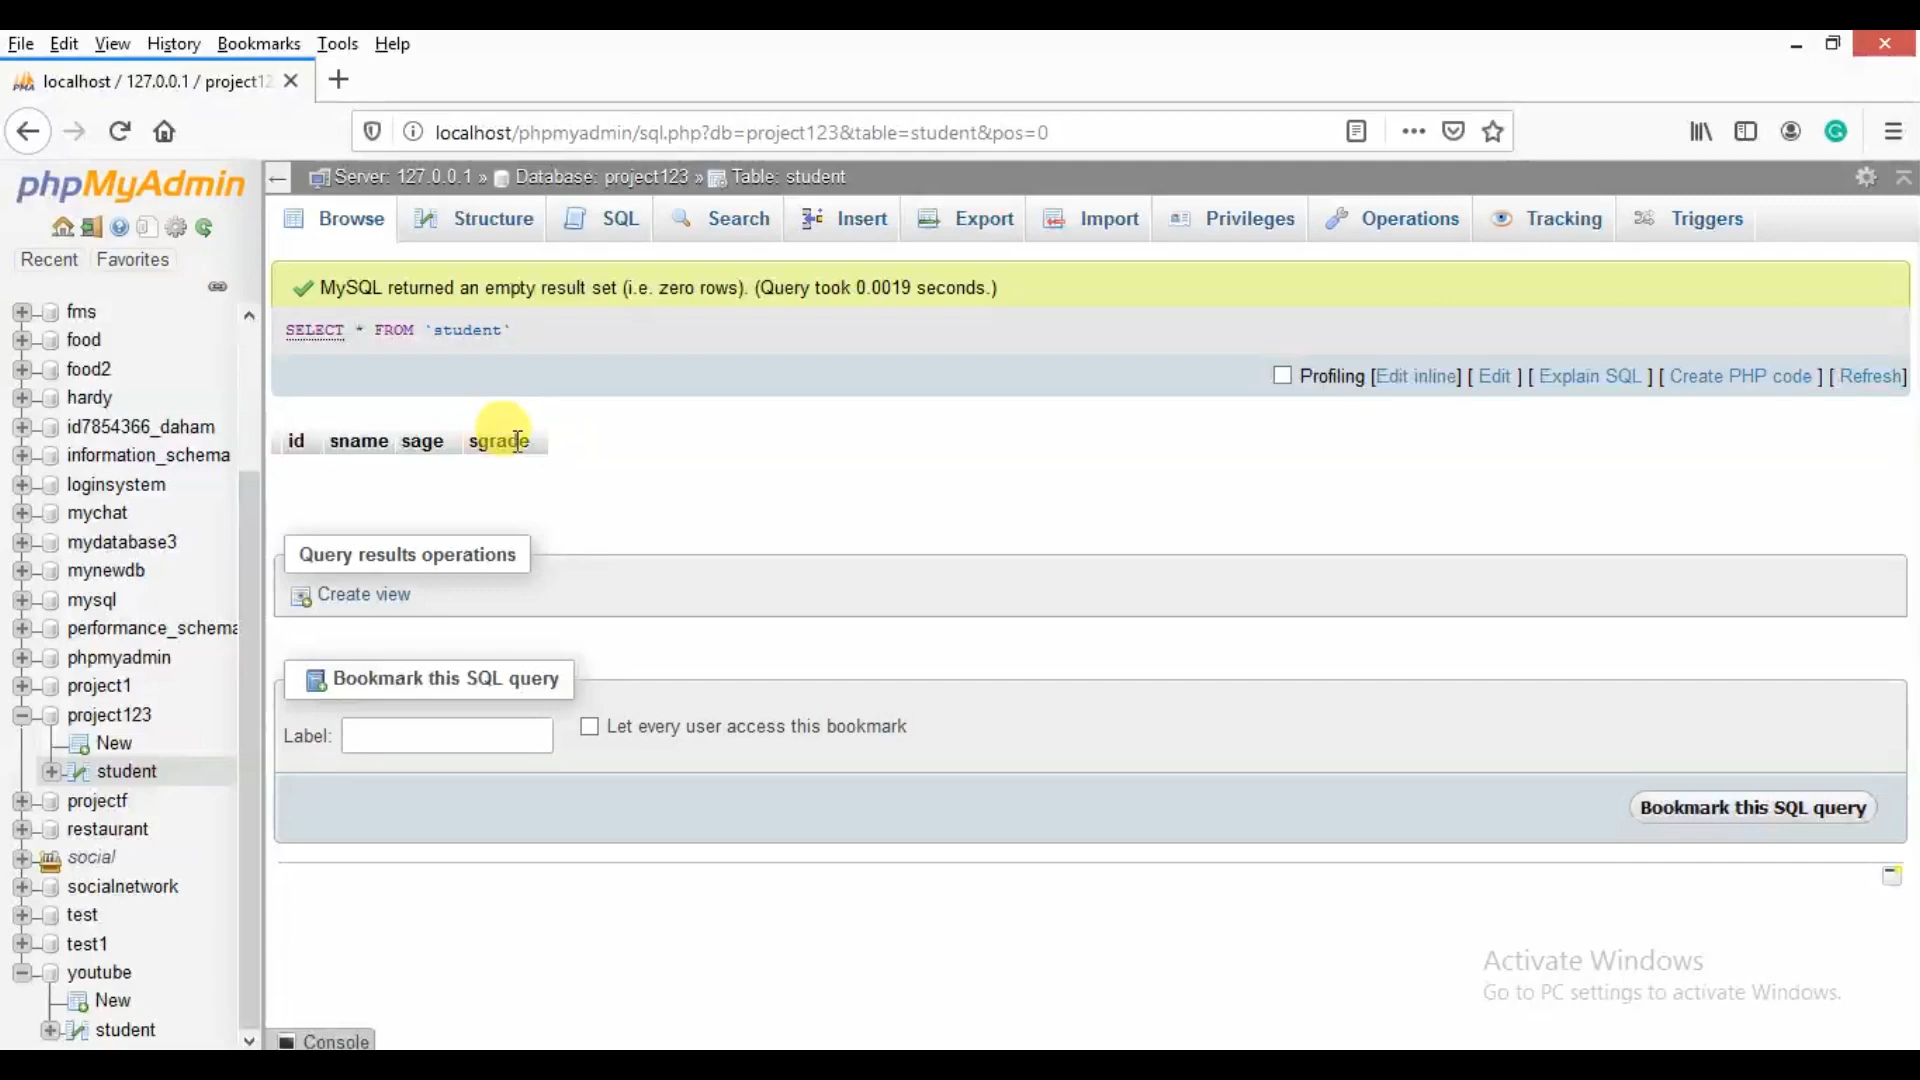 File Edit View History Bookmarks Tools Help
localhost / 127.0.0.1 / project12
localhost/phpmyadmin/sql.php?db=project123&table=student&pos=0
phpMyAdmin
Recent Favorites
fms
food
food2
hardy
id7854366_daham
information_schema
loginsystem
mychat
mydatabase3
mynewdb
mysql
performance_schema
phpmyadmin
project1
project123
New
student
projectf
restaurant
social
socialnetwork
test
test1
youtube
New
student
Server: 127.0.0.1 » Database: project123 » Table: student
Browse Structure SQL Search Insert Export Import Privileges Operations Tracking Triggers
MySQL returned an empty result set (i.e. zero rows). (Query took 0.0019 seconds.)
SELECT * FROM `student`
Profiling [Edit inline] [ Edit ] [ Explain SQL ] [ Create PHP code ] [ Refresh]
id sname sage sgrade
Query results operations
Create view
Bookmark this SQL query
Label: Let every user access this bookmark
Bookmark this SQL query
Activate Windows
Go to PC settings to activate Windows.
Console